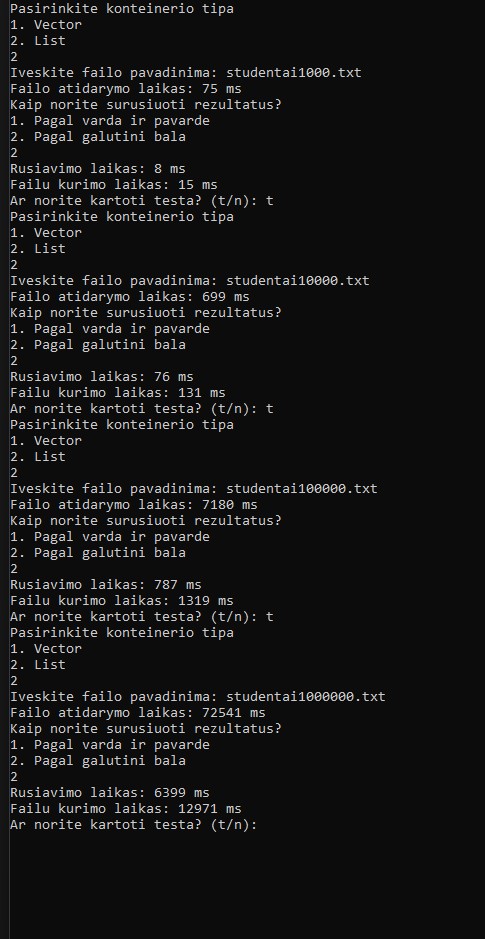 Pasirinkite konteinerio tipa
1. Vector
2. List
2
Iveskite failo pavadinima: studentai1000.txt
Failo atidarymo laikas: 75 ms
Kaip norite surusiuoti rezultatus?
1. Pagal varda ir pavarde
2. Pagal galutini bala
2
Rusiavimo laikas: 8 ms
Failu kurimo laikas: 15 ms
Ar norite kartoti testa? (t/n): t
Pasirinkite konteinerio tipa
1. Vector
2. List
2
Iveskite failo pavadinima: studentai10000.txt
Failo atidarymo laikas: 699 ms
Kaip norite surusiuoti rezultatus?
1. Pagal varda ir pavarde
2. Pagal galutini bala
2
Rusiavimo laikas: 76 ms
Failu kurimo laikas: 131 ms
Ar norite kartoti testa? (t/n): t
Pasirinkite konteinerio tipa
1. Vector
2. List
2
Iveskite failo pavadinima: studentai100000.txt
Failo atidarymo laikas: 7180 ms
Kaip norite surusiuoti rezultatus?
1. Pagal varda ir pavarde
2. Pagal galutini bala
2
Rusiavimo laikas: 787 ms
Failu kurimo laikas: 1319 ms
Ar norite kartoti testa? (t/n): t
Pasirinkite konteinerio tipa
1. Vector
2. List
2
Iveskite failo pavadinima: studentai1000000.txt
Failo atidarymo laikas: 72541 ms
Kaip norite surusiuoti rezultatus?
1. Pagal varda ir pavarde
2. Pagal galutini bala
2
Rusiavimo laikas: 6399 ms
Failu kurimo laikas: 12971 ms
Ar norite kartoti testa? (t/n):